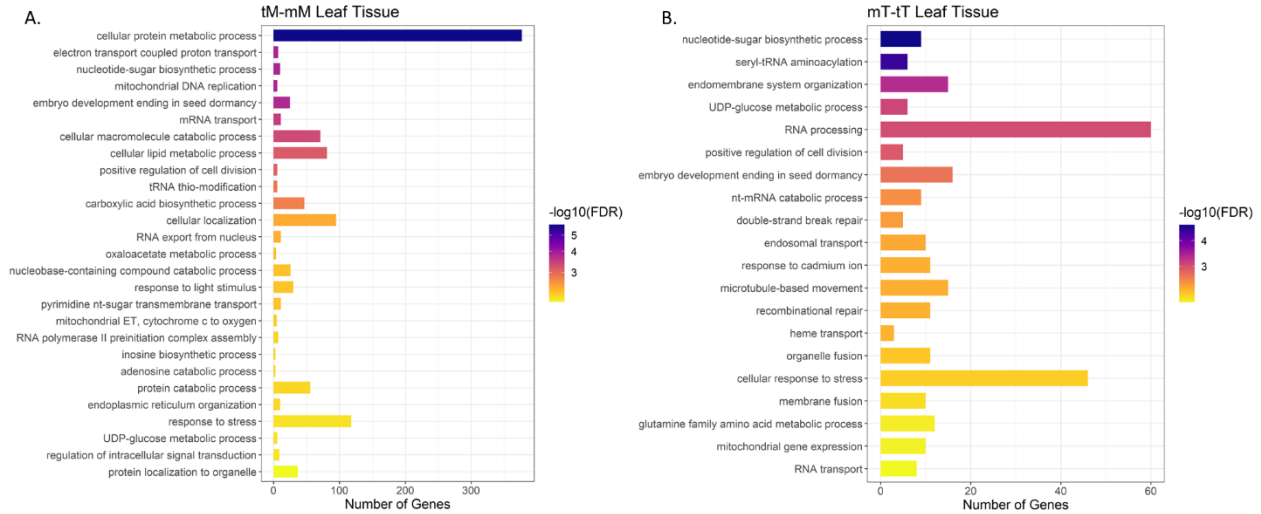 A.
tM-mM Leaf Tissue
cellular protein metabolic process
electron transport coupled proton transport
nucleotide-sugar biosynthetic process
mitochondrial DNA replication
embryo development ending in seed dormancy
mRNA transport
cellular macromolecule catabolic process
cellular lipid metabolic process
positive regulation of cell division
tRNA thio-modification
carboxylic acid biosynthetic process
cellular localization
RNA export from nucleus
oxaloacetate metabolic process
nucleobase-containing compound catabolic process
response to light stimulus
pyrimidine nt-sugar transmembrane transport
mitochondrial ET, cytochrome c to oxygen
RNA polymerase II preinitiation complex assembly
inosine biosynthetic process
adenosine catabolic process
protein catabolic process
endoplasmic reticulum organization
response to stress
UDP-glucose metabolic process
regulation of intracellular signal transduction
protein localization to organelle
0 100 200 300
Number of Genes
-log10(FDR)
5
4
3
B.
mT-tT Leaf Tissue
nucleotide-sugar biosynthetic process
seryl-tRNA aminoacylation
endomembrane system organization
UDP-glucose metabolic process
RNA processing
positive regulation of cell division
embryo development ending in seed dormancy
nt-mRNA catabolic process
double-strand break repair
endosomal transport
response to cadmium ion
microtubule-based movement
recombinational repair
heme transport
organelle fusion
cellular response to stress
membrane fusion
glutamine family amino acid metabolic process
mitochondrial gene expression
RNA transport
0 20 40 60
Number of Genes
-log10(FDR)
4
3